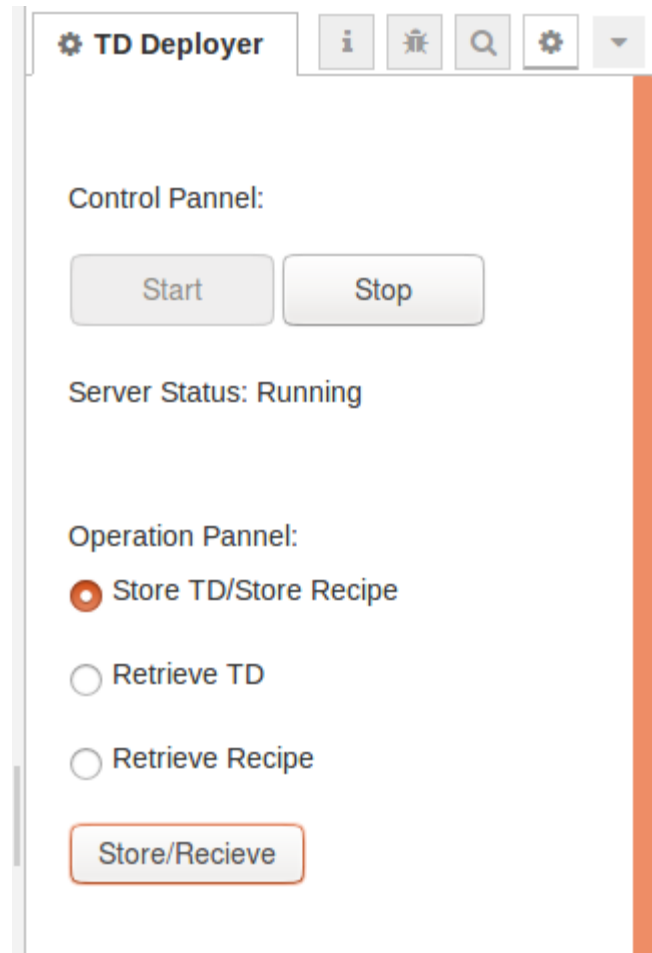 TD Deployer
i
Control Pannel:
Start Stop
Server Status: Running
Operation Pannel:
Store TD/Store Recipe
Retrieve TD
Retrieve Recipe
Store/Recieve